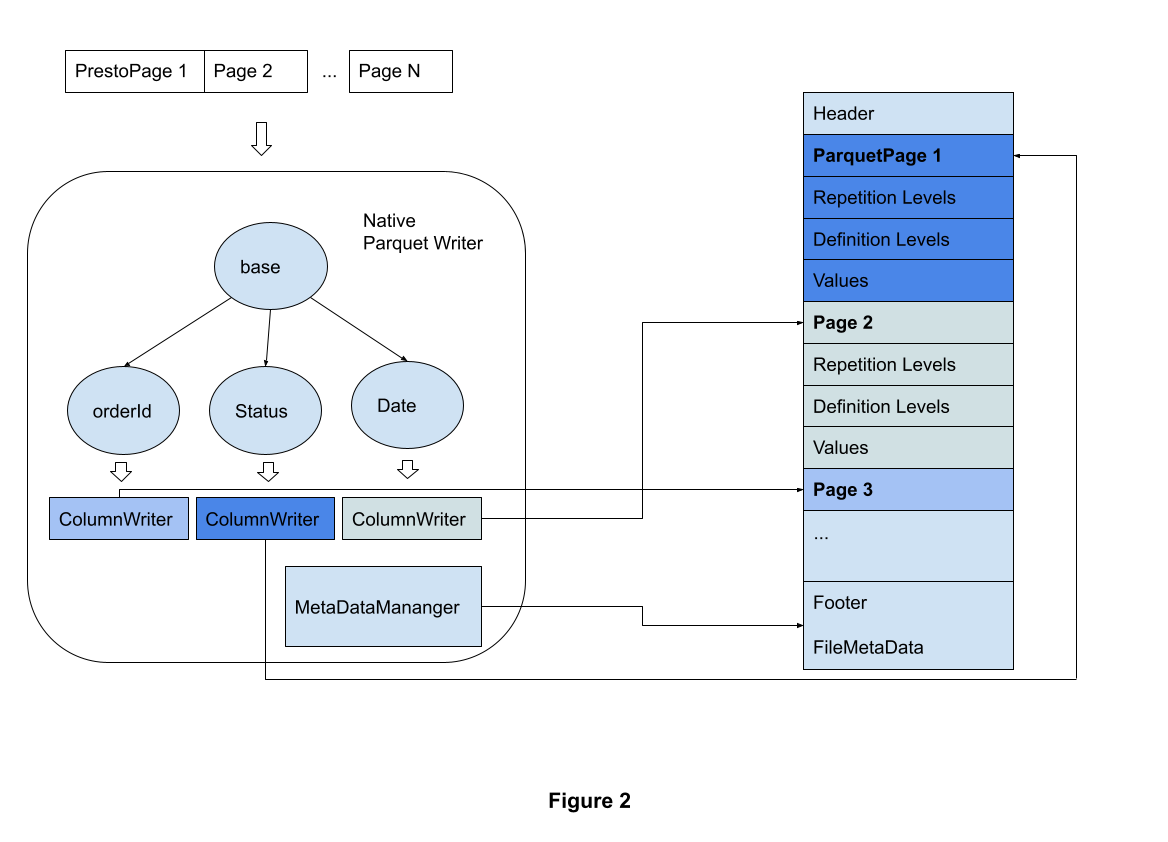 PrestoPage 1
Page 2
...
Page N
Native
Parquet Writer
base
orderId
Status
Date
ColumnWriter
ColumnWriter
ColumnWriter
MetaDataMananger
Header
ParquetPage 1
Repetition Levels
Definition Levels
Values
Page 2
Repetition Levels
Definition Levels
Values
Page 3
...
Footer
FileMetaData
Figure 2